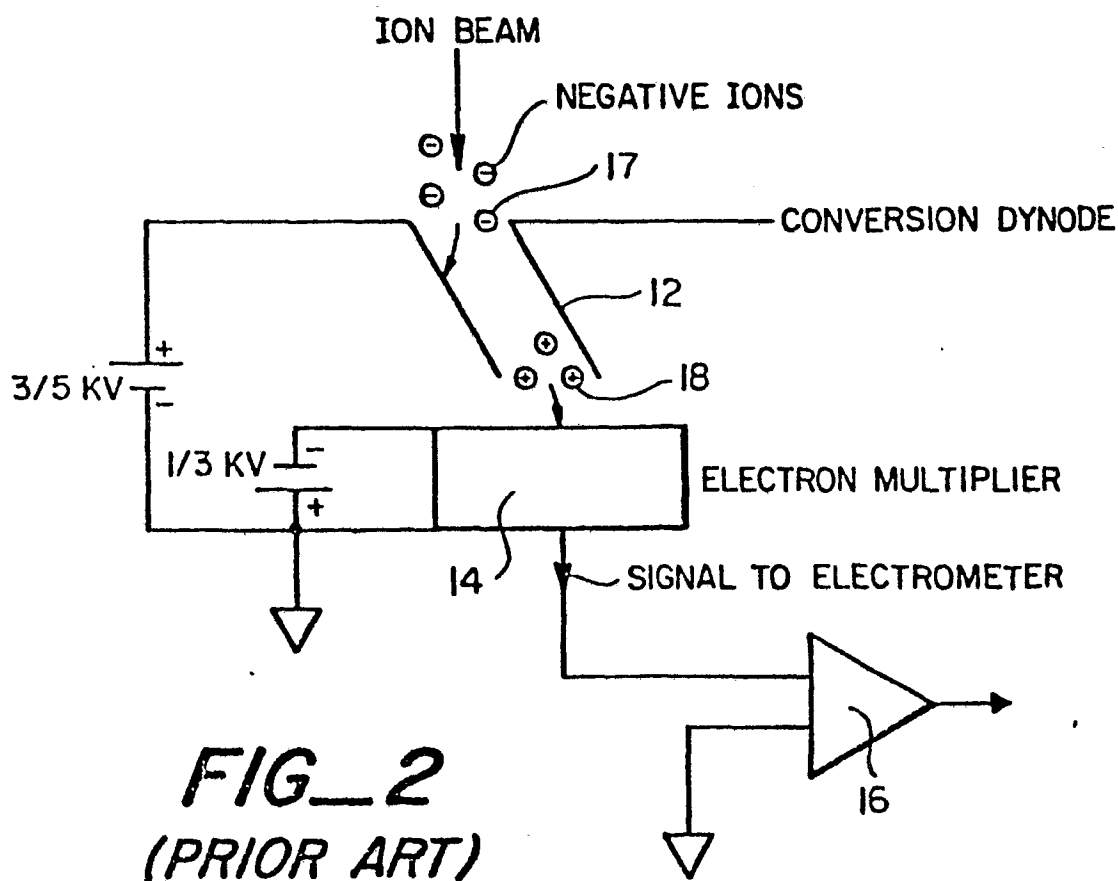 ION BEAM
NEGATIVE IONS
17
CONVERSION DYNODE
12
+
3/5 KV
-
18
1/3 KV
-
+
ELECTRON MULTIPLIER
14
SIGNAL TO ELECTROMETER
16
FIG_2
(PRIOR ART)